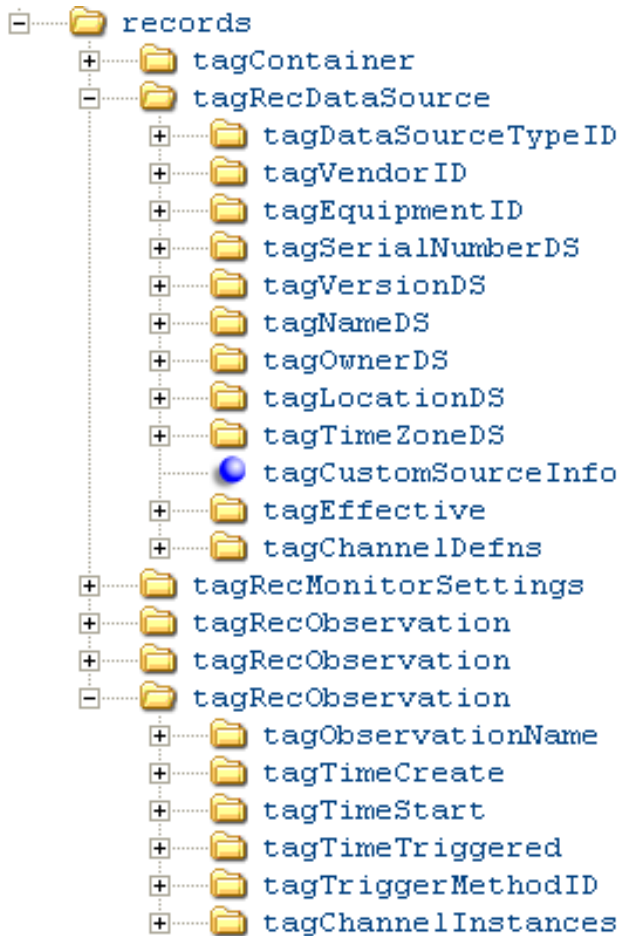 records
tagContainer
tagRecDataSource
tagDataSourceTypeID
tagVendorID
tagEquipmentID
tagSerialNumberDS
tagVersionDS
tagNameDS
tagOwnerDS
tagLocationDS
tagTimeZoneDS
tagCustomSourceInfo
tagEffective
tagChannelDefns
tagRecMonitorSettings
tagRecObservation
tagRecObservation
tagRecObservation
tagObservationName
tagTimeCreate
tagTimeStart
tagTimeTriggered
tagTriggerMethodID
tagChannelInstances